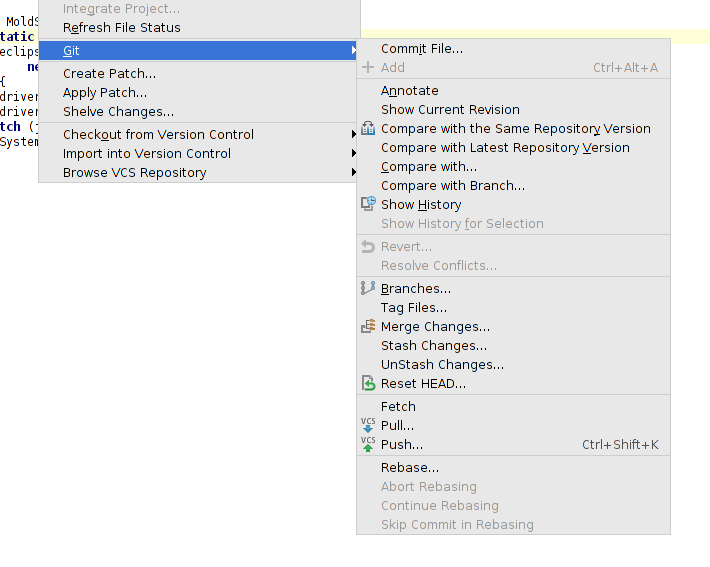 Integrate Project...
MoldS
Refresh File Status
tatic
Git
eclips
Commit File...
ne
Add Ctrl+Alt+A
Create Patch...
{
Annotate
Apply Patch...
driver
Show Current Revision
Shelve Changes...
driver
Compare with the Same Repository Version
Checkout from Version Control
tch (j
Compare with Latest Repository Version
System
Import into Version Control
Compare with...
Browse VCS Repository
Compare with Branch...
Show History
Show History for Selection
Revert...
Resolve Conflicts...
Branches...
Tag Files...
Merge Changes...
Stash Changes...
UnStash Changes...
Reset HEAD...
Fetch
VCS Pull...
VCS Push... Ctrl+Shift+K
Rebase...
Abort Rebasing
Continue Rebasing
Skip Commit in Rebasing